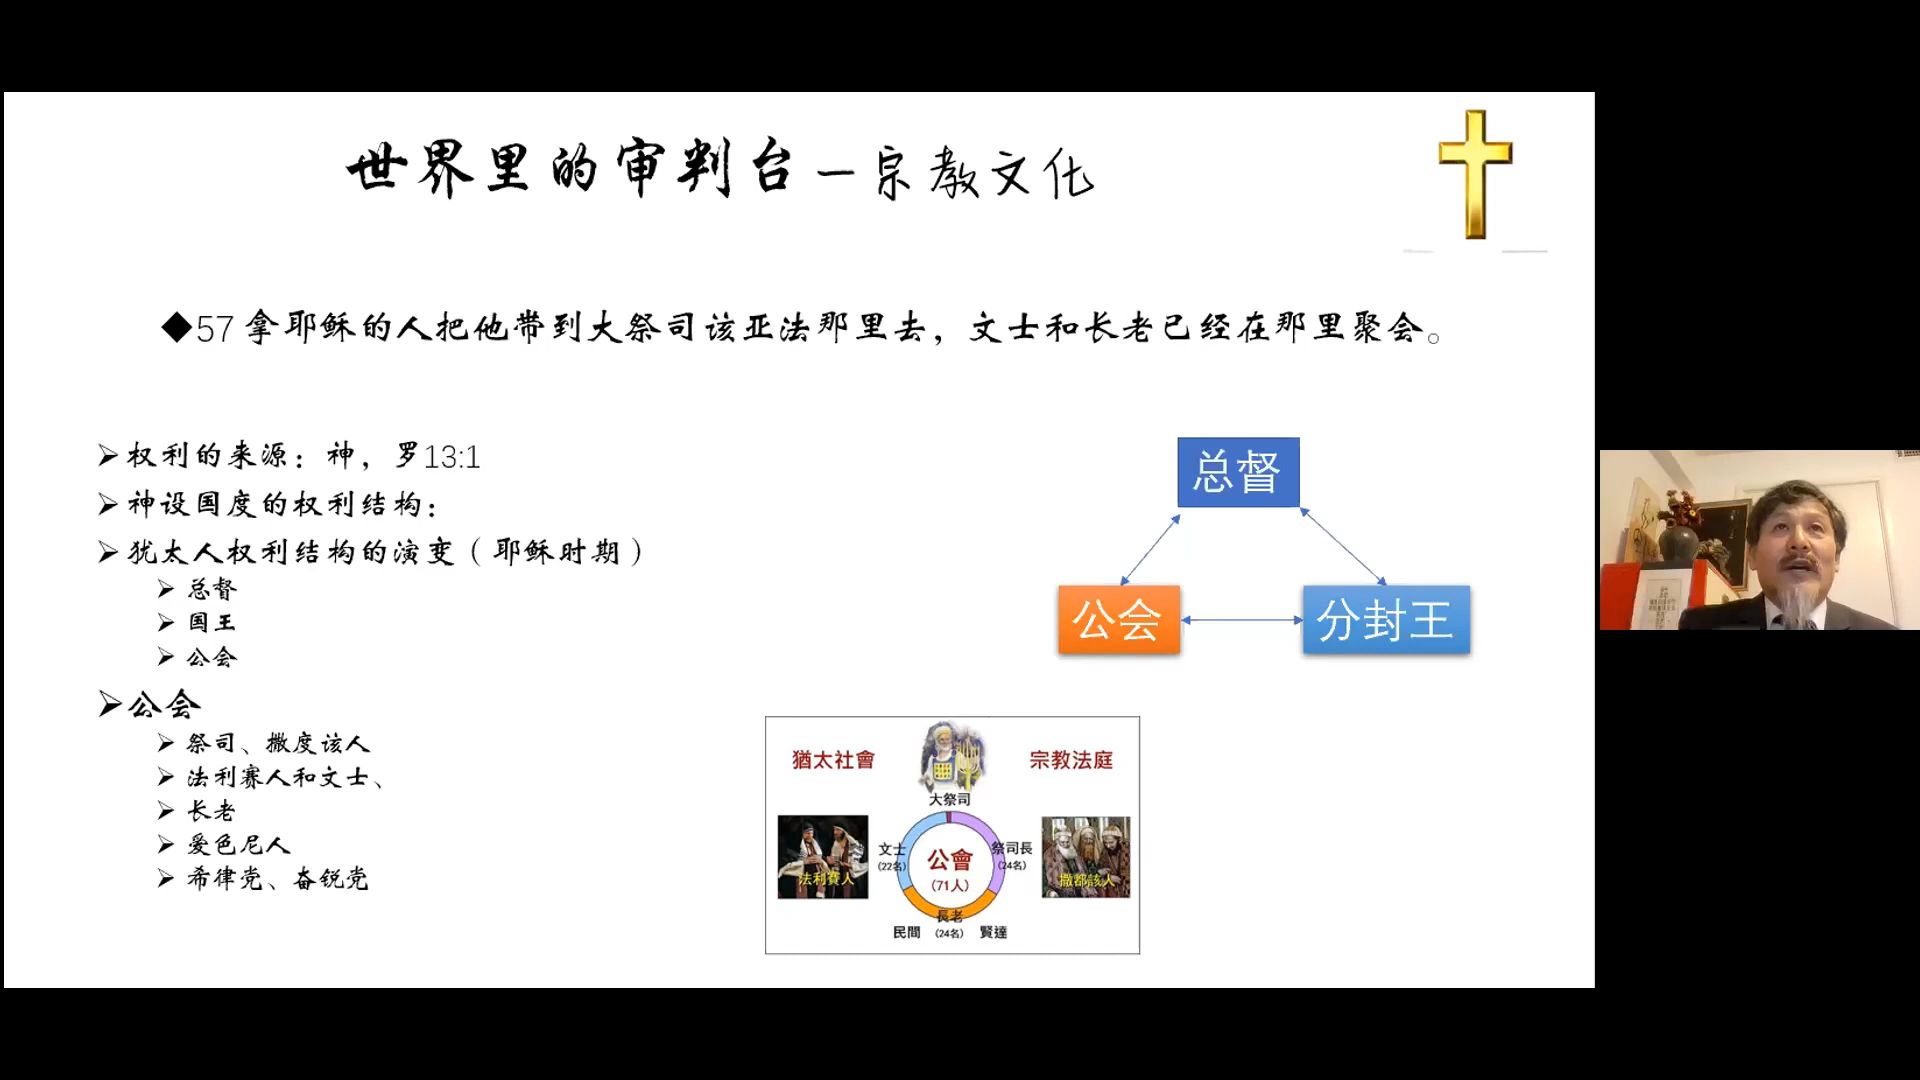 世界里的审判台－宗教文化
◆57 拿耶稣的人把他带到大祭司该亚法那里去，文士和长老已经在那里聚会。
➢权利的来源：神，罗13:1
➢神设国度的权利结构：
➢犹太人权利结构的演变（耶稣时期）
➢总督
➢国王
➢公会
➢公会
➢祭司、撒度该人
➢法利赛人和文士、
➢长老
➢爱色尼人
➢希律党、奋锐党
总督
公会
分封王
猶太社會
宗教法庭
大祭司
文士
(22名)
祭司長
(24名)
公會
(71人)
法利賽人
撒都該人
長老
民間 (24名) 賢達